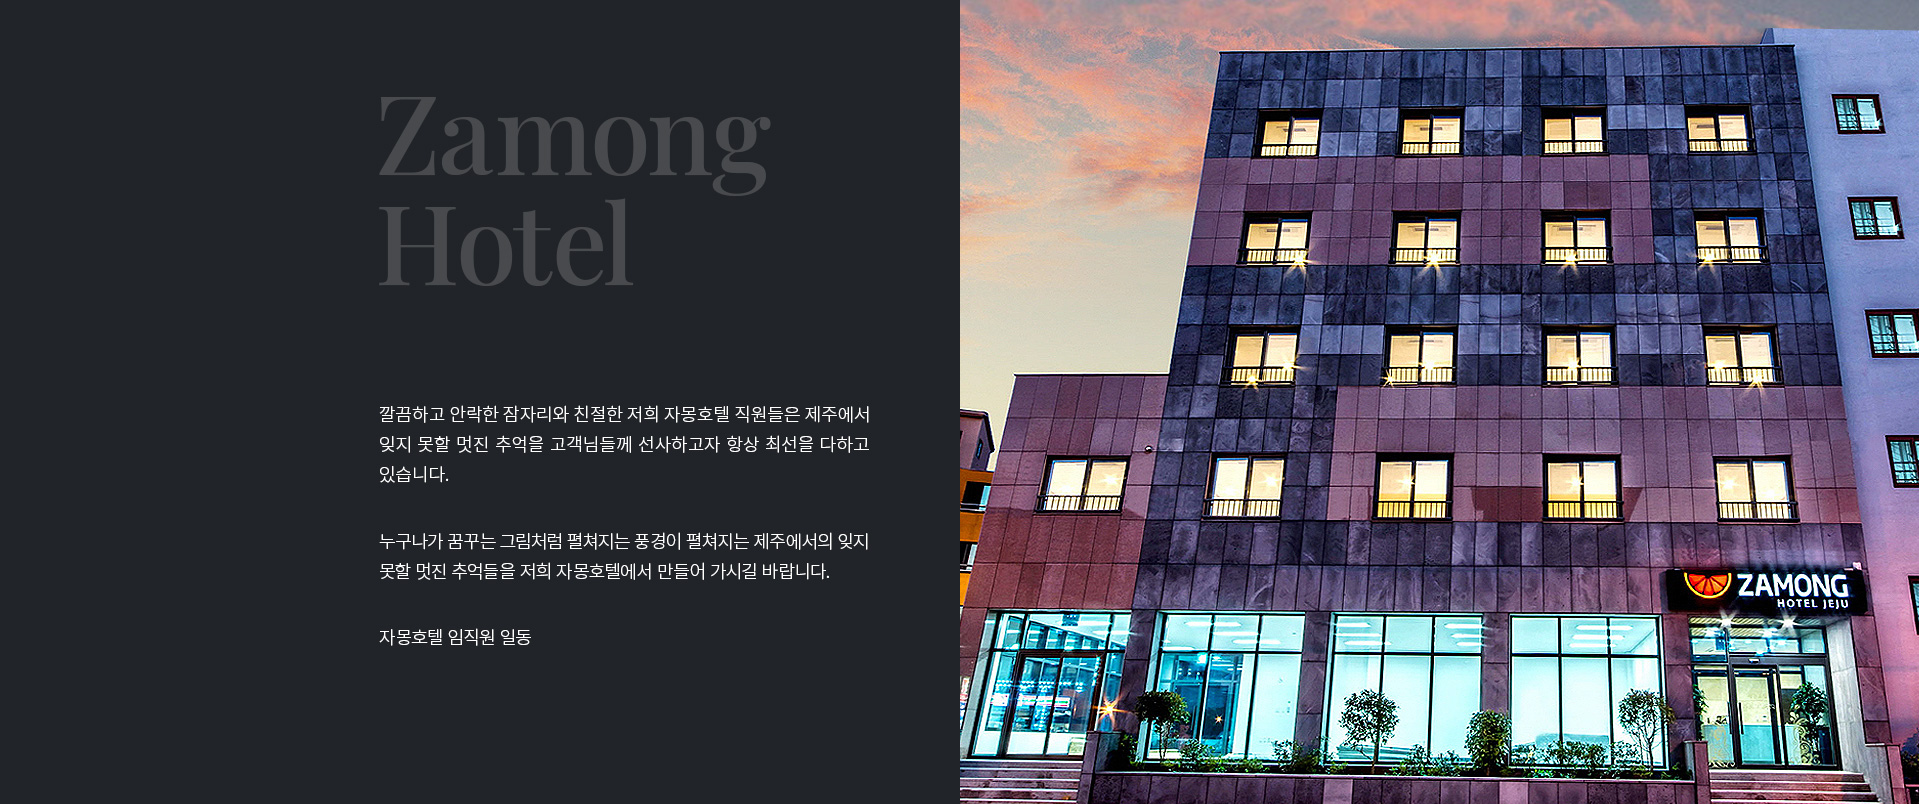 Zamong
Hotel
깔끔하고 안락한 잠자리와 친절한 저희 자몽호텔 직원들은 제주에서
잊지 못할 멋진 추억을 고객님들께 선사하고자 항상 최선을 다하고
있습니다.
누구나가 꿈꾸는 그림처럼 펼쳐지는 풍경이 펼쳐지는 제주에서의 잊지
못할 멋진 추억들을 저희 자몽호텔에서 만들어 가시길 바랍니다.
자몽호텔 임직원 일동
ZAMONG
HOTEL JEJU